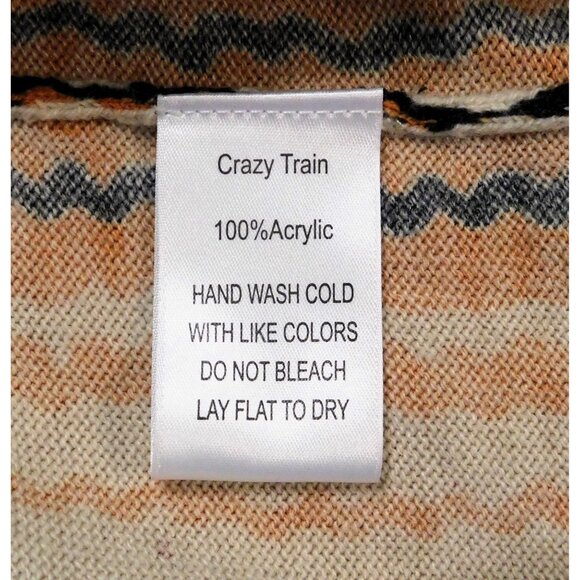 Crazy Train
100%Acrylic
HAND WASH COLD
WITH LIKE COLORS
DO NOT BLEACH
LAY FLAT TO DRY